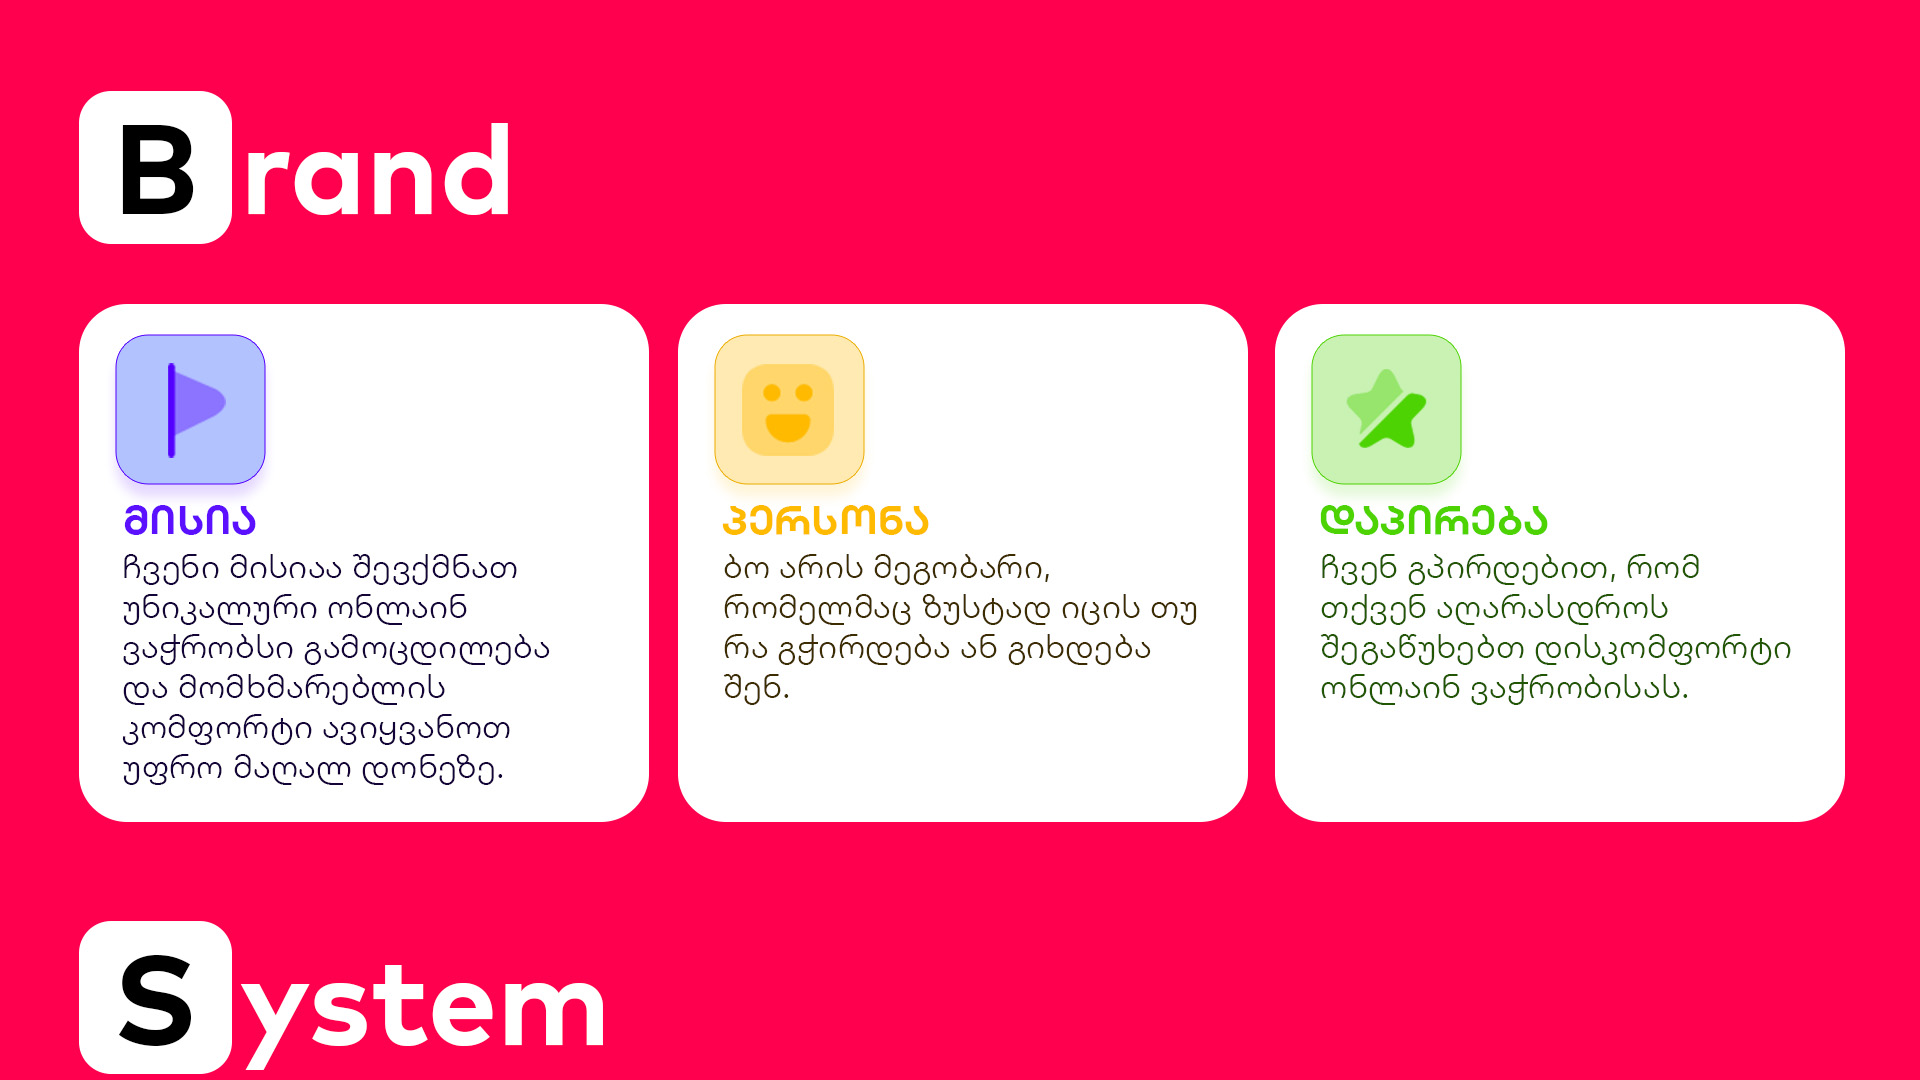 Brand
მისია
ჩვენი მისიაა შევქმნათ
უნიკალური ონლაინ
ვაჭრობსი გამოცდილება
და მომხმარებლის
კომფორტი ავიყვანოთ
უფრო მაღალ დონეზე.
პერსონა
ბო არის მეგობარი,
რომელმაც ზუსტად იცის თუ
რა გჭირდება ან გიხდება
შენ.
დაპირება
ჩვენ გპირდებით, რომ
თქვენ აღარასდროს
შეგაწუხებთ დისკომფორტი
ონლაინ ვაჭრობისას.
System